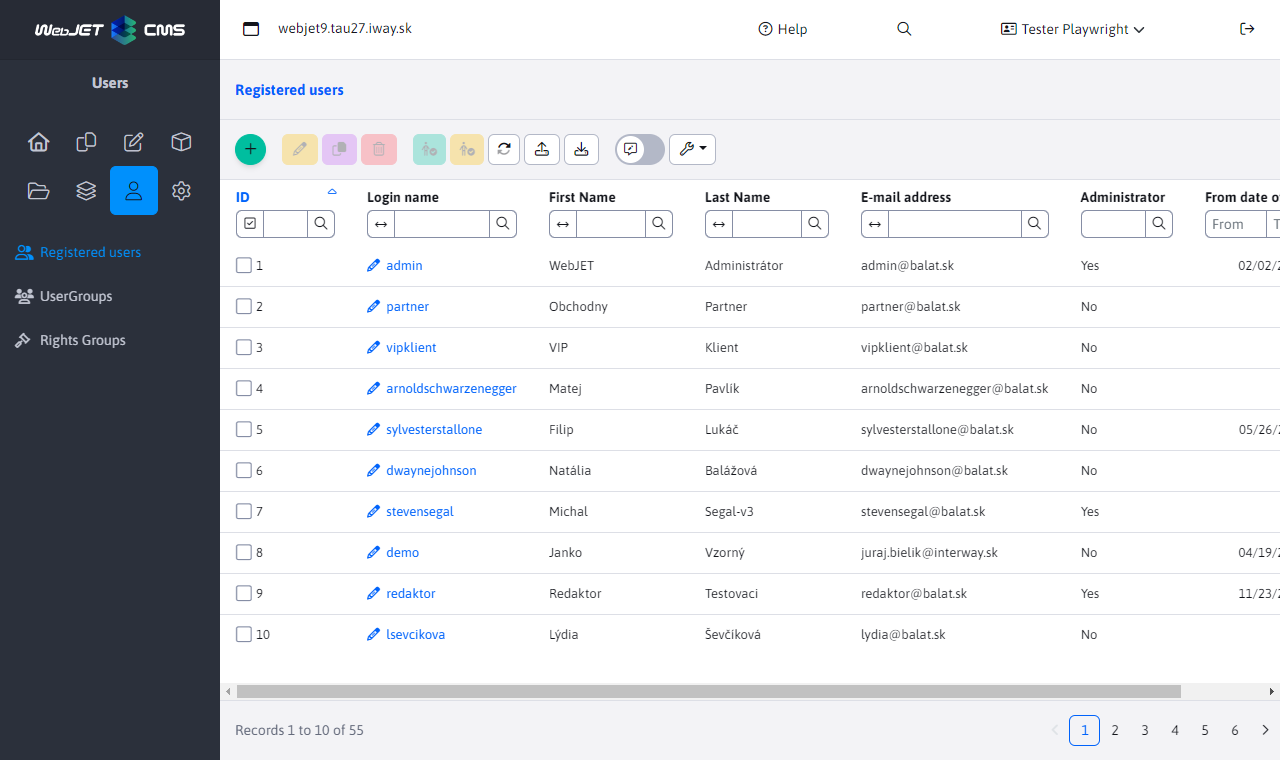 WebJET CMS
webjet9.tau27.iway.sk
Help
Tester Playwright
Users
Registered users
UserGroups
Rights Groups
Registered users
ID Login name First Name Last Name E-mail address Administrator From date o
From T
1 admin WebJET Administrátor admin@balat.sk Yes 02/02/2
2 partner Obchodny Partner partner@balat.sk No
3 vipklient VIP Klient vipklient@balat.sk No
4 arnoldschwarzenegger Matej Pavlík arnoldschwarzenegger@balat.sk No
5 sylvesterstallone Filip Lukáč sylvesterstallone@balat.sk No 05/26/2
6 dwaynejohnson Natália Balážová dwaynejohnson@balat.sk No
7 stevensegal Michal Segal-v3 stevensegal@balat.sk Yes
8 demo Janko Vzorný juraj.bielik@interway.sk No 04/19/2
9 redaktor Redaktor Testovaci redaktor@balat.sk Yes 11/23/2
10 lsevcikova Lýdia Ševčíková lydia@balat.sk No
Records 1 to 10 of 55
1 2 3 4 5 6